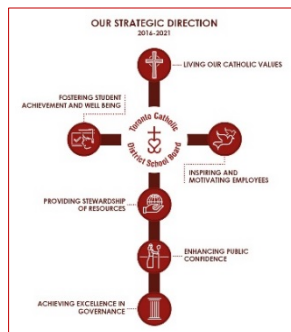 OUR STRATEGIC DIRECTION
2016-2021
LIVING OUR CATHOLIC VALUES
FOSTERING STUDENT
ACHIEVEMENT AND WELL BEING
Toronto Catholic
District School Board
INSPIRING AND
MOTIVATING EMPLOYEES
PROVIDING STEWARDSHIP
OF RESOURCES
ENHANCING PUBLIC
CONFIDENCE
ACHIEVING EXCELLENCE IN
GOVERNANCE